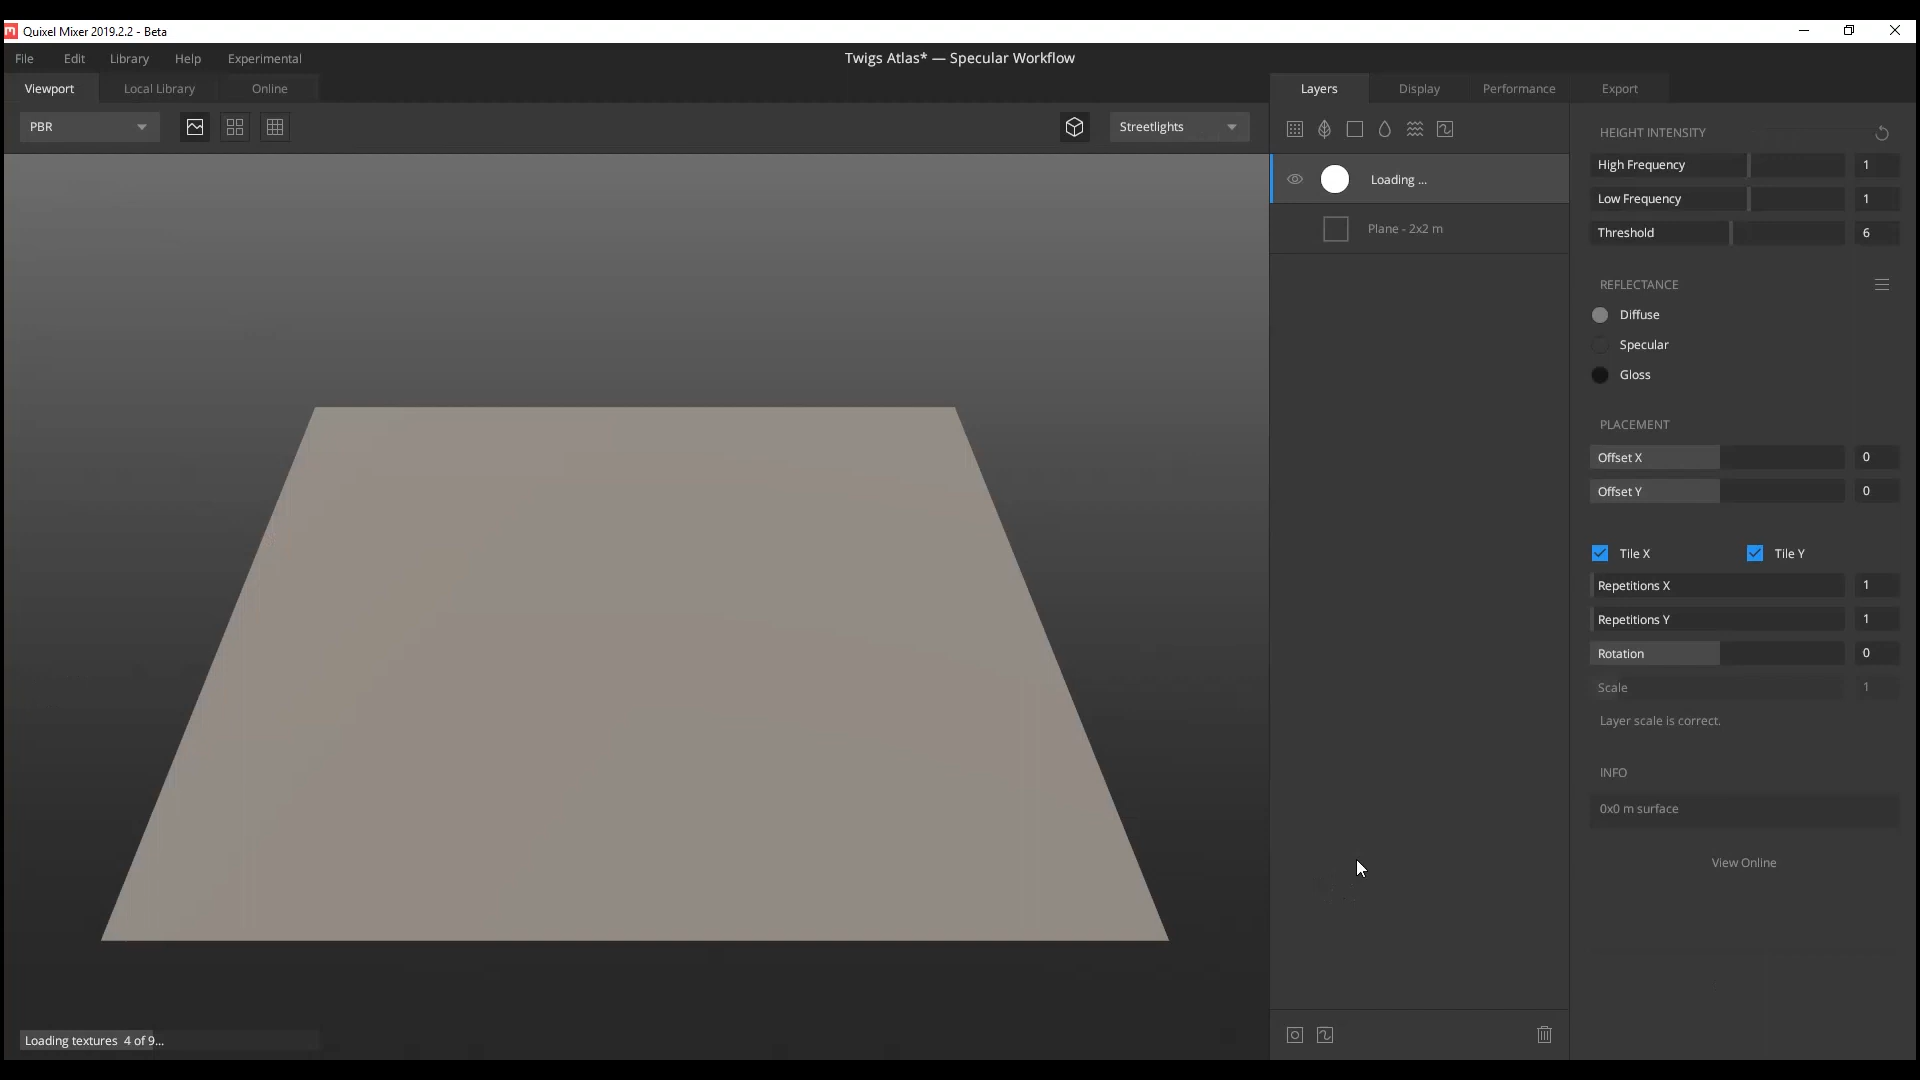 Quixel Mixer 2019.2.2 - Beta
File Edit Library Help Experimental
Twigs Atlas* — Specular Workflow
Viewport Local Library Online
Layers Display Performance Export
PBR
Streetlights
Loading ...
Plane - 2x2 m
HEIGHT INTENSITY
High Frequency 1
Low Frequency 1
Threshold 6
REFLECTANCE
Diffuse
Specular
Gloss
PLACEMENT
Offset X 0
Offset Y 0
Tile X Tile Y
Repetitions X 1
Repetitions Y 1
Rotation 0
Scale 1
Layer scale is correct.
INFO
0x0 m surface
View Online
Loading textures 4 of 9...